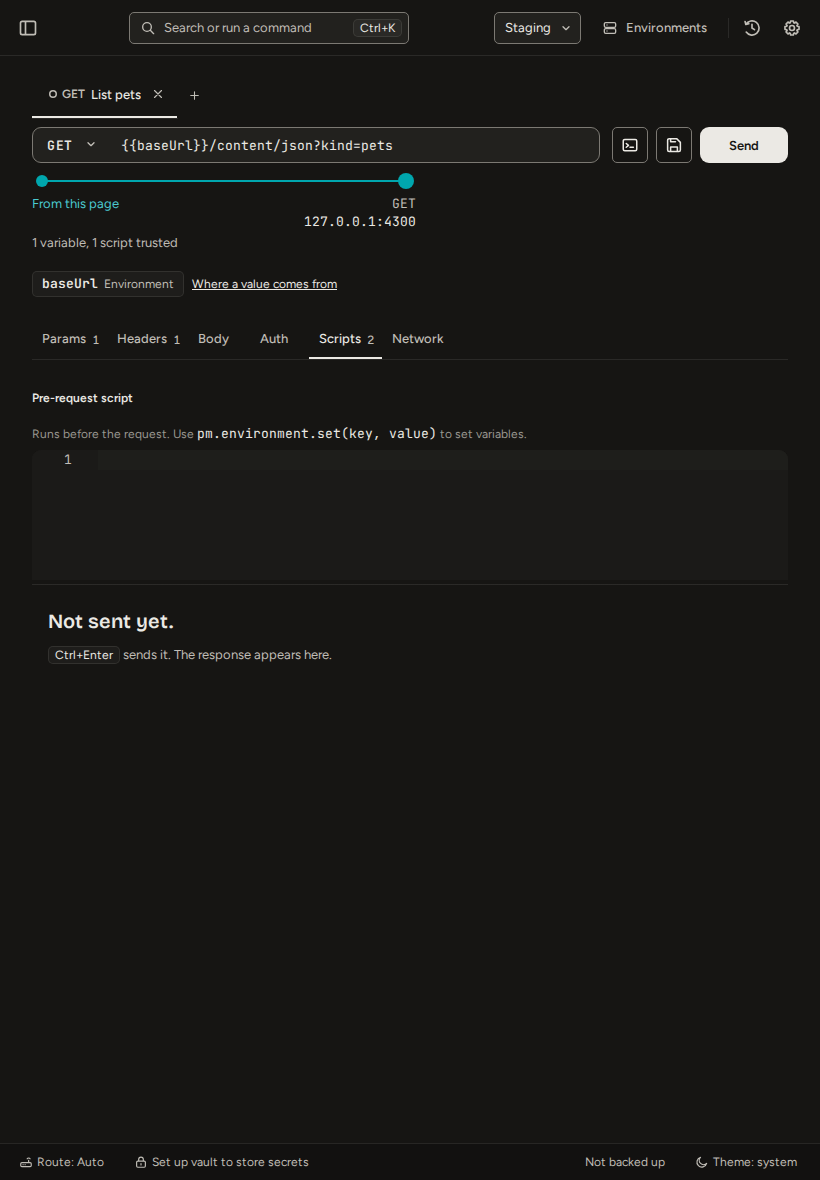 Search or run a command Ctrl+K Staging Environments
GET List pets
GET {{baseUrl}}/content/json?kind=pets Send
From this page GET
127.0.0.1:4300
1 variable, 1 script trusted
baseUrl Environment Where a value comes from
Params 1 Headers 1 Body Auth Scripts 2 Network
Pre-request script
Runs before the request. Use pm.environment.set(key, value) to set variables.
1
Not sent yet.
Ctrl+Enter sends it. The response appears here.
Route: Auto Set up vault to store secrets Not backed up Theme: system